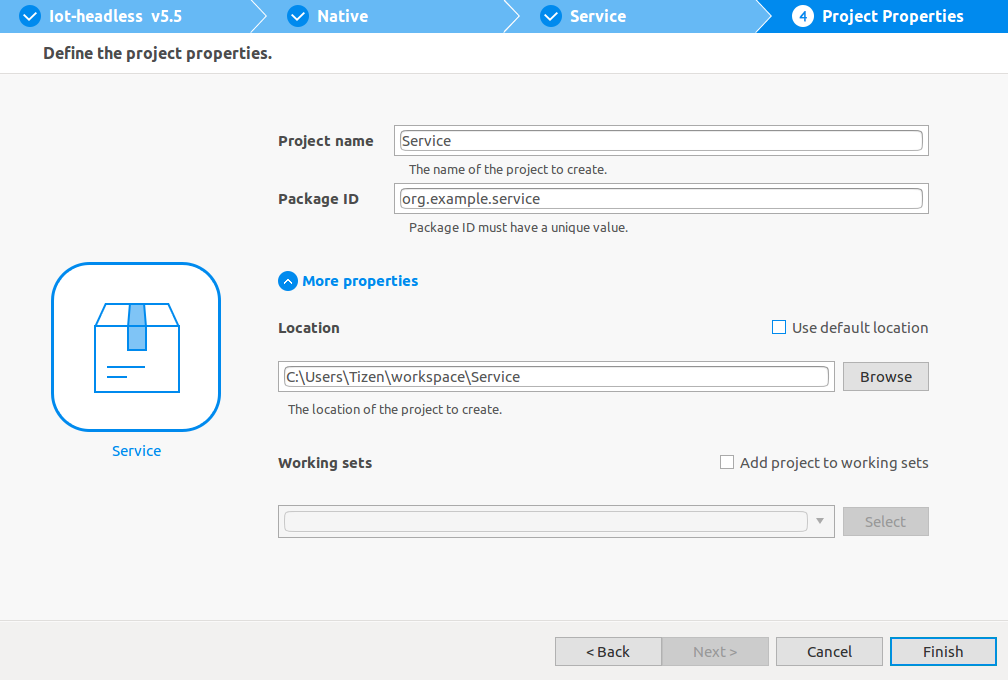 Iot-headless v5.5
Native
Service
4 Project Properties
Define the project properties.
Project name
Service
The name of the project to create.
Package ID
org.example.service
Package ID must have a unique value.
More properties
Location
Use default location
C:\Users\Tizen\workspace\Service
Browse
The location of the project to create.
Service
Working sets
Add project to working sets
Select
< Back
Next >
Cancel
Finish